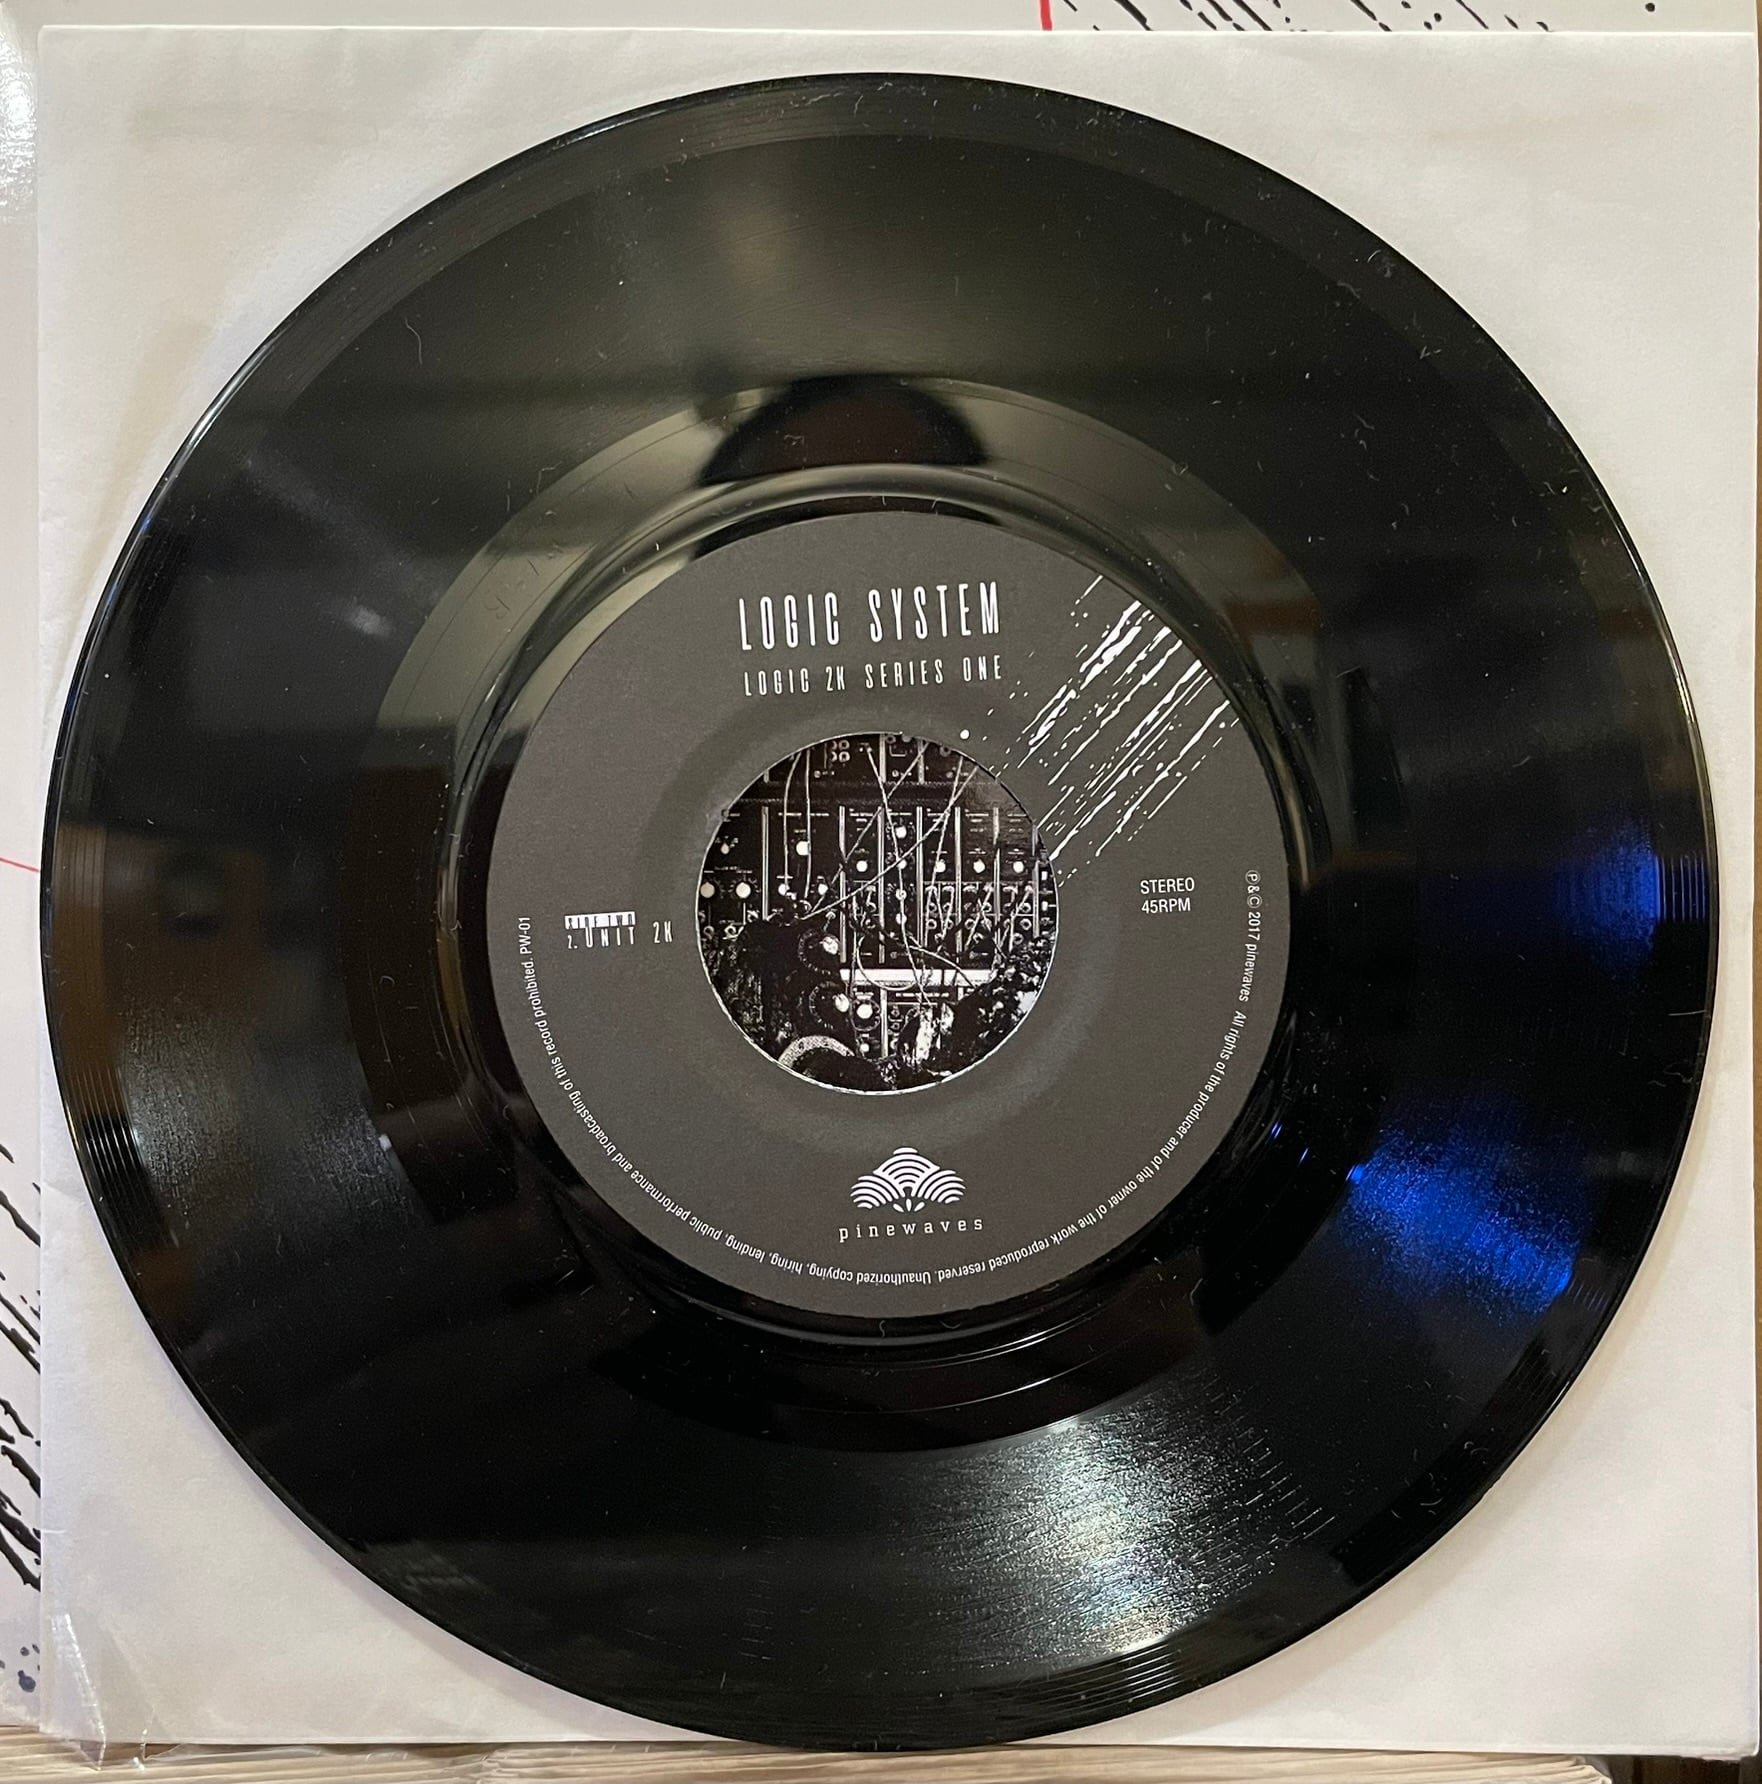 LOGIC SYSTEM
LOGIC 2K SERIES ONE
STEREO
45RPM
SIDE TWO
2. UNIT 2K
pinewaves
Ⓟ & © 2017 pinewaves. All rights of the producer and of the owner of the work reproduced reserved. Unauthorized copying, hiring, lending, public performance and broadcasting of this record prohibited. PW-01